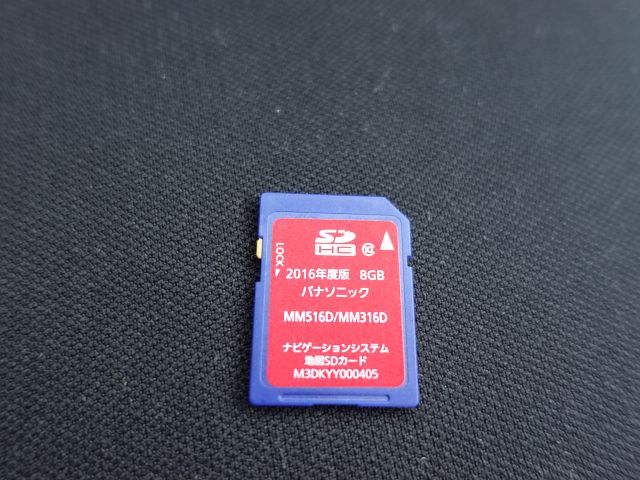 SD HC ⑩
LOCK
2016年度版 8GB
パナソニック
MM516D/MM316D
ナビゲーションシステム
地図SDカード
M3DKYY000405